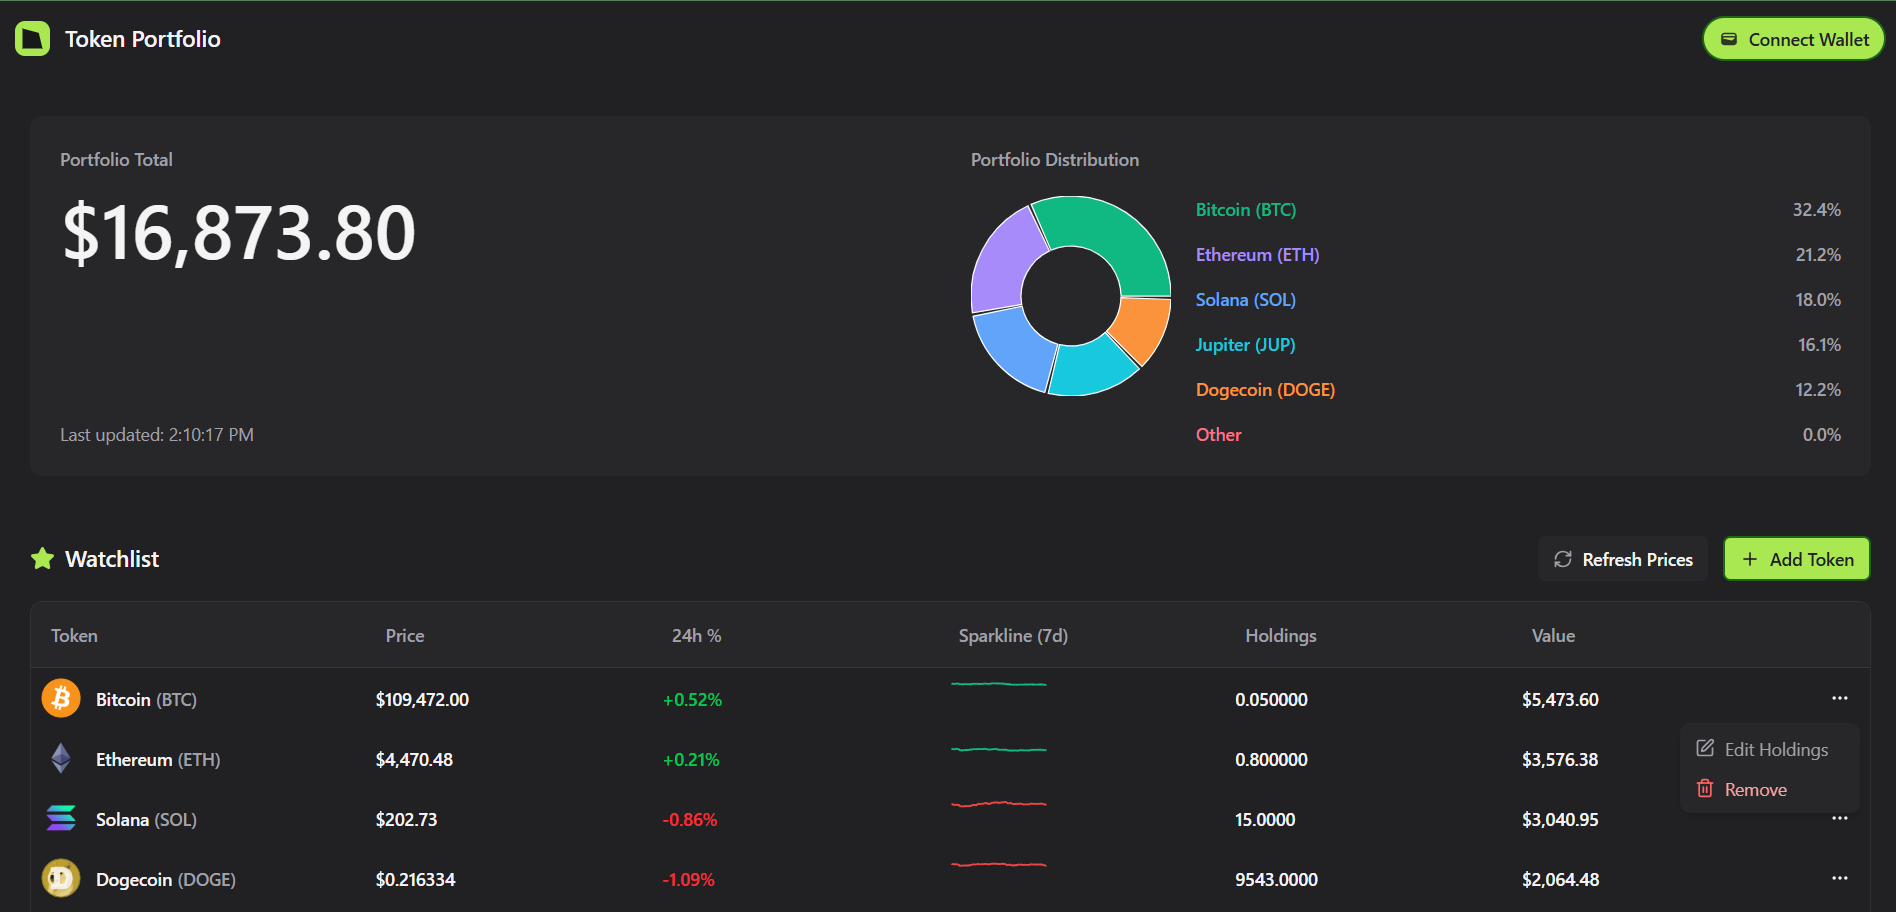 Token Portfolio
Connect Wallet
Portfolio Total
$16,873.80
Last updated: 2:10:17 PM
Portfolio Distribution
Bitcoin (BTC) 32.4%
Ethereum (ETH) 21.2%
Solana (SOL) 18.0%
Jupiter (JUP) 16.1%
Dogecoin (DOGE) 12.2%
Other 0.0%
Watchlist
Refresh Prices
Add Token
Token Price 24h % Sparkline (7d) Holdings Value
Bitcoin (BTC) $109,472.00 +0.52% 0.050000 $5,473.60
Ethereum (ETH) $4,470.48 +0.21% 0.800000 $3,576.38
Solana (SOL) $202.73 -0.86% 15.0000 $3,040.95
Dogecoin (DOGE) $0.216334 -1.09% 9543.0000 $2,064.48
Edit Holdings
Remove